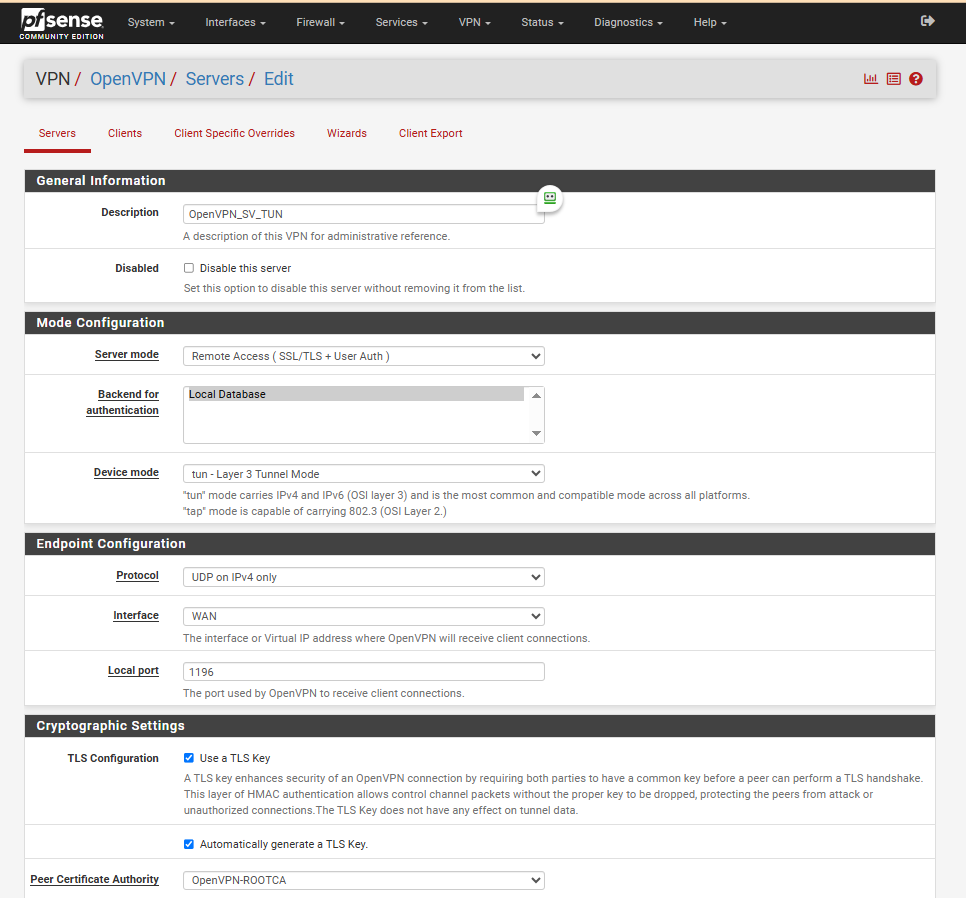 pfsense
COMMUNITY EDITION
System Interfaces Firewall Services VPN Status Diagnostics Help
VPN / OpenVPN / Servers / Edit
Servers Clients Client Specific Overrides Wizards Client Export
General Information
Description OpenVPN_SV_TUN
A description of this VPN for administrative reference.
Disabled Disable this server
Set this option to disable this server without removing it from the list.
Mode Configuration
Server mode Remote Access ( SSL/TLS + User Auth )
Backend for
authentication
Local Database
Device mode tun - Layer 3 Tunnel Mode
"tun" mode carries IPv4 and IPv6 (OSI layer 3) and is the most common and compatible mode across all platforms.
"tap" mode is capable of carrying 802.3 (OSI Layer 2.)
Endpoint Configuration
Protocol UDP on IPv4 only
Interface WAN
The interface or Virtual IP address where OpenVPN will receive client connections.
Local port 1196
The port used by OpenVPN to receive client connections.
Cryptographic Settings
TLS Configuration Use a TLS Key
A TLS key enhances security of an OpenVPN connection by requiring both parties to have a common key before a peer can perform a TLS handshake.
This layer of HMAC authentication allows control channel packets without the proper key to be dropped, protecting the peers from attack or
unauthorized connections.The TLS Key does not have any effect on tunnel data.
Automatically generate a TLS Key.
Peer Certificate Authority OpenVPN-ROOTCA